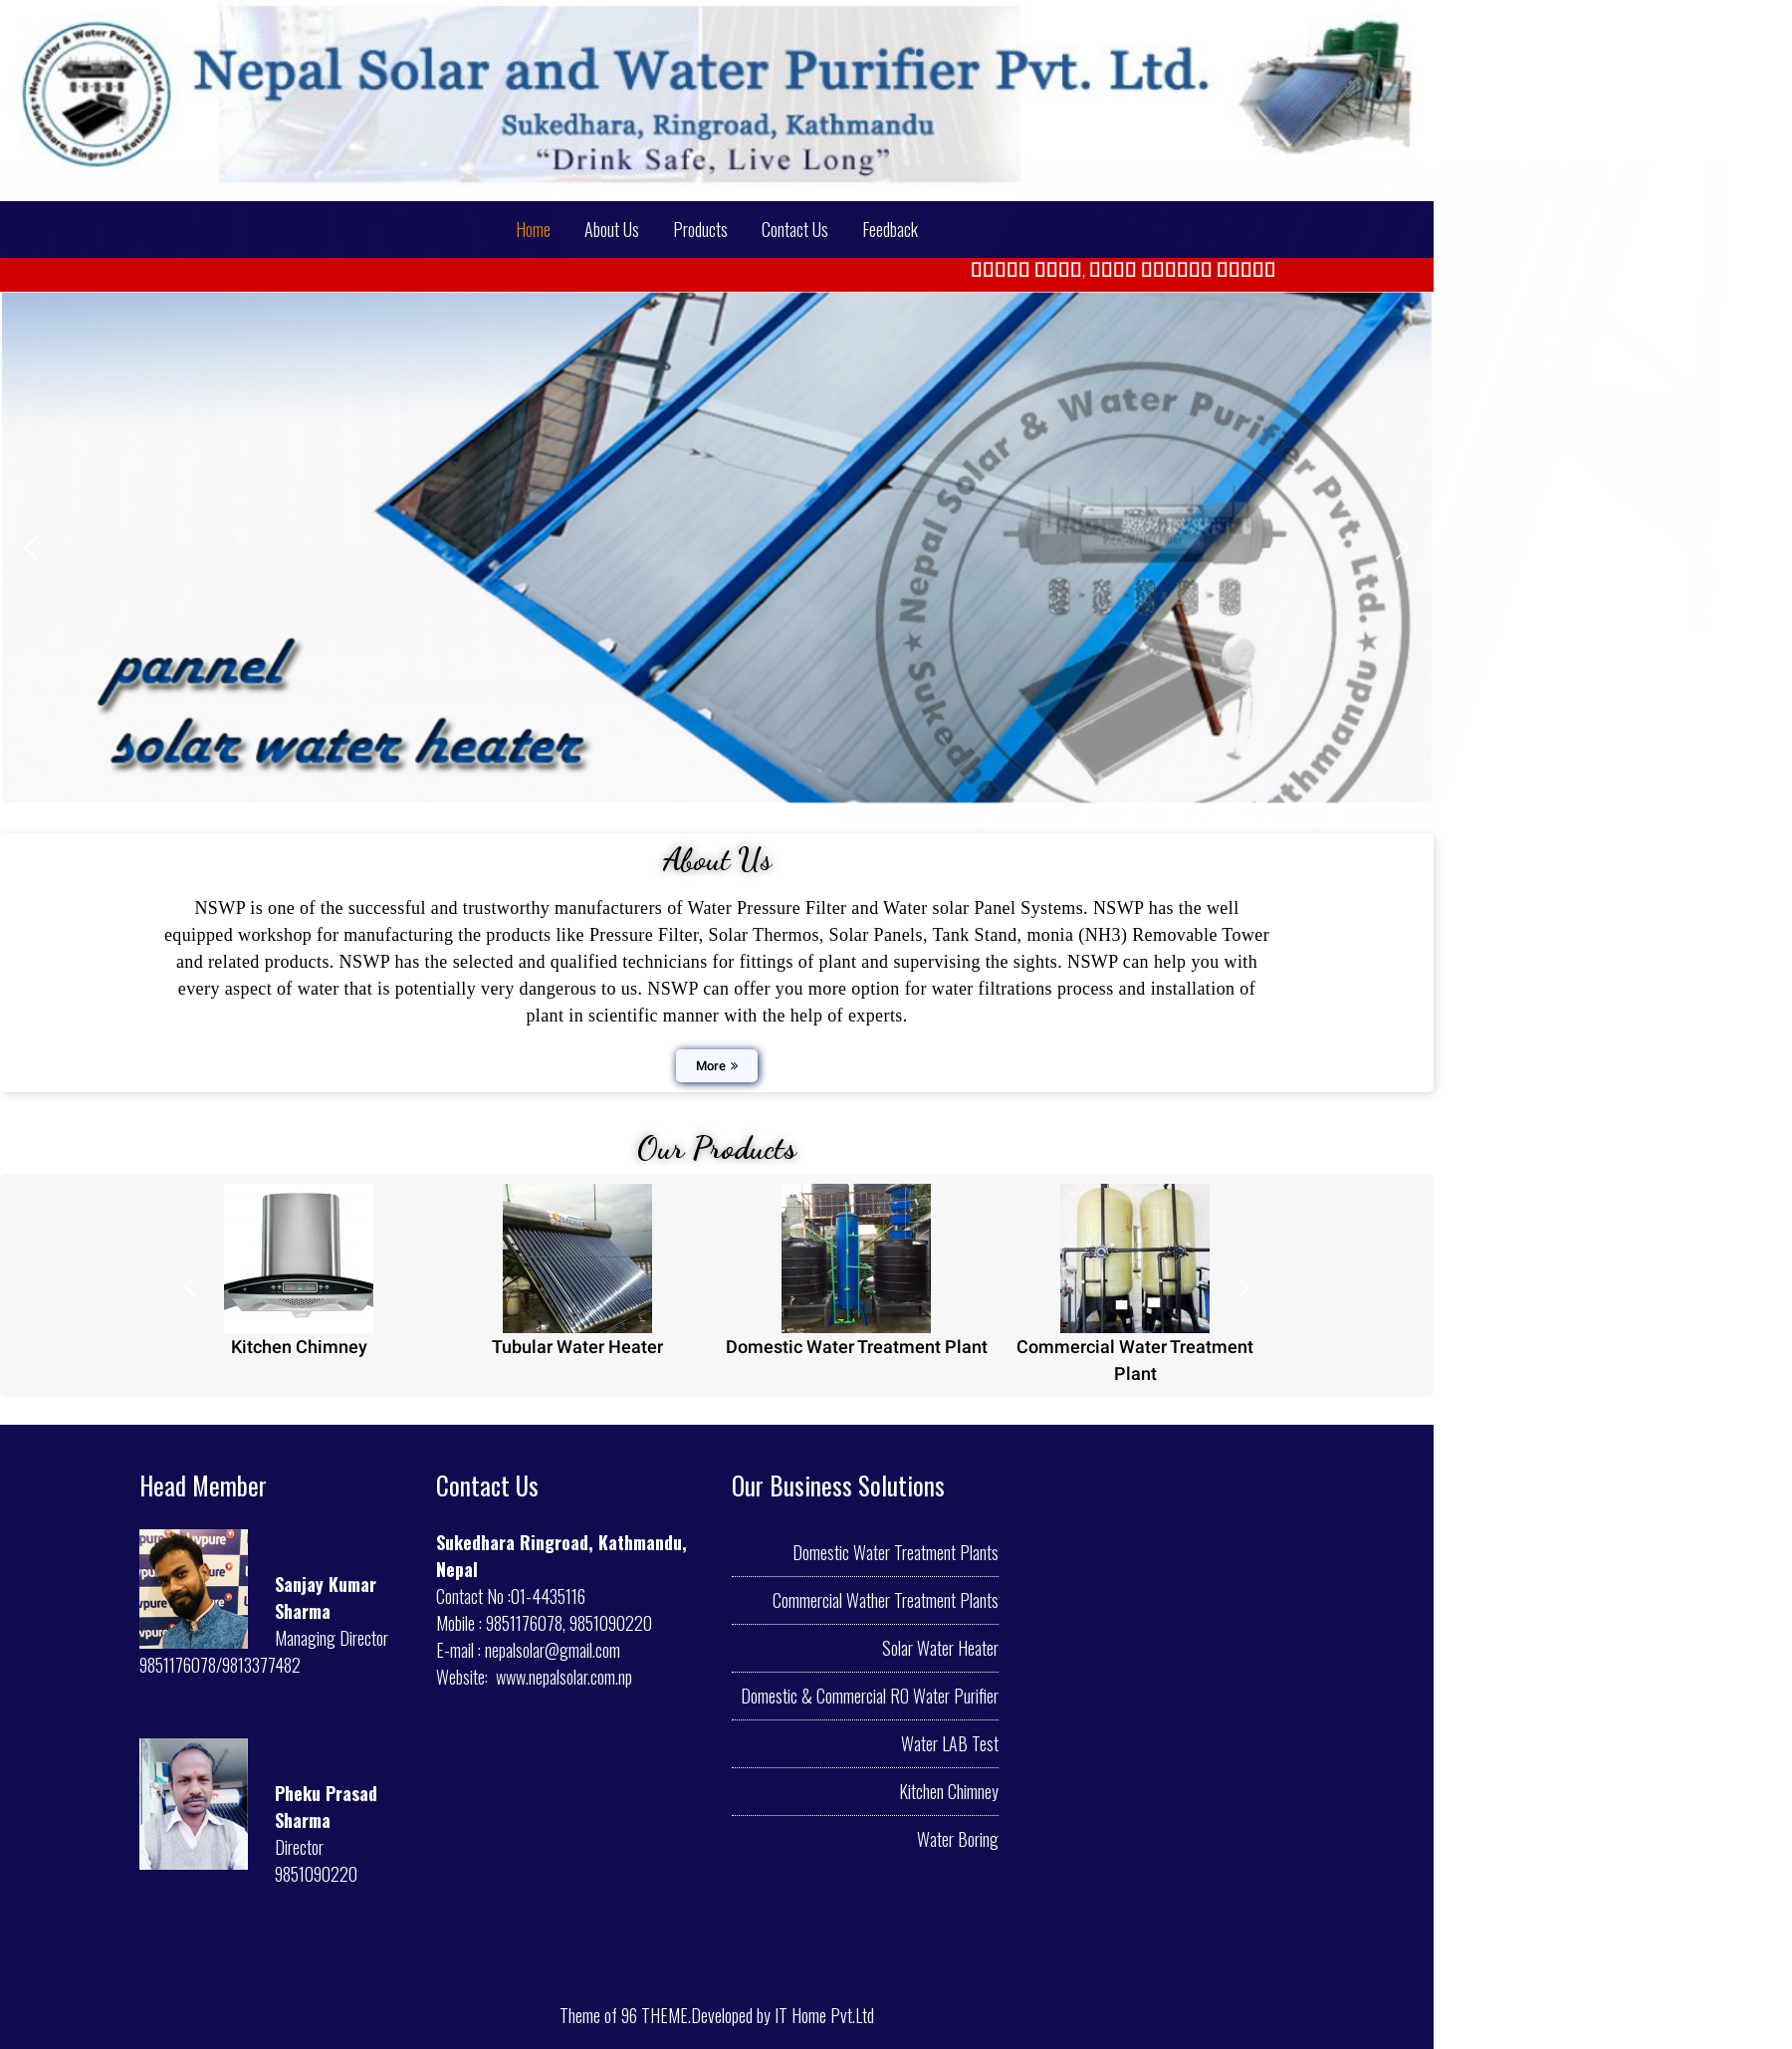 Nepal Solar & Water Purifier Pvt. Ltd.
Sukedhara, Ringroad, Kathmandu
Nepal Solar and Water Purifier Pvt. Ltd.
Sukedhara, Ringroad, Kathmandu
“Drink Safe, Live Long”
Home About Us Products Contact Us Feedback
Nepal Solar & Water Purifier Pvt. Ltd.
pannel
solar water heater
About Us
NSWP is one of the successful and trustworthy manufacturers of Water Pressure Filter and Water solar Panel Systems. NSWP has the well
equipped workshop for manufacturing the products like Pressure Filter, Solar Thermos, Solar Panels, Tank Stand, monia (NH3) Removable Tower
and related products. NSWP has the selected and qualified technicians for fittings of plant and supervising the sights. NSWP can help you with
every aspect of water that is potentially very dangerous to us. NSWP can offer you more option for water filtrations process and installation of
plant in scientific manner with the help of experts.
More »
Our Products
Kitchen Chimney
Tubular Water Heater
Domestic Water Treatment Plant
Commercial Water Treatment
Plant
Head Member
Sanjay Kumar
Sharma
Managing Director
9851176078/9813377482
Pheku Prasad
Sharma
Director
9851090220
Contact Us
Sukedhara Ringroad, Kathmandu,
Nepal
Contact No :01-4435116
Mobile : 9851176078, 9851090220
E-mail : nepalsolar@gmail.com
Website: www.nepalsolar.com.np
Our Business Solutions
Domestic Water Treatment Plants
Commercial Wather Treatment Plants
Solar Water Heater
Domestic & Commercial RO Water Purifier
Water LAB Test
Kitchen Chimney
Water Boring
Theme of 96 THEME.Developed by IT Home Pvt.Ltd